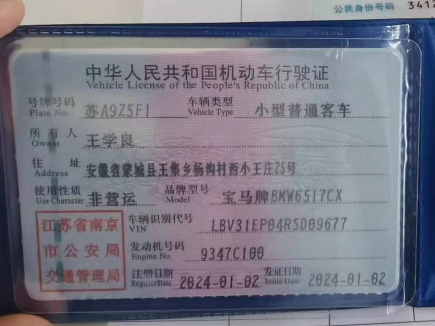 公民身份号码 3412
中华人民共和国机动车行驶证
Vehicle License of the People's Republic of China
号牌号码 Plate No. 苏A9Z5F1 车辆类型 Vehicle Type 小型普通客车
所有人 Owner 王学良
住址 Address 安徽省蒙城县王集乡杨狗村西小王庄25号
使用性质 Use Character 非营运 品牌型号 Model 宝马牌BMW6517CX
江苏省南京市公安局交通管理局
车辆识别代号 VIN LBV31EP04RSD09677
发动机号码 Engine No. 9347C100
注册日期 Register Date 2024-01-02 发证日期 Issue Date 2024-01-02